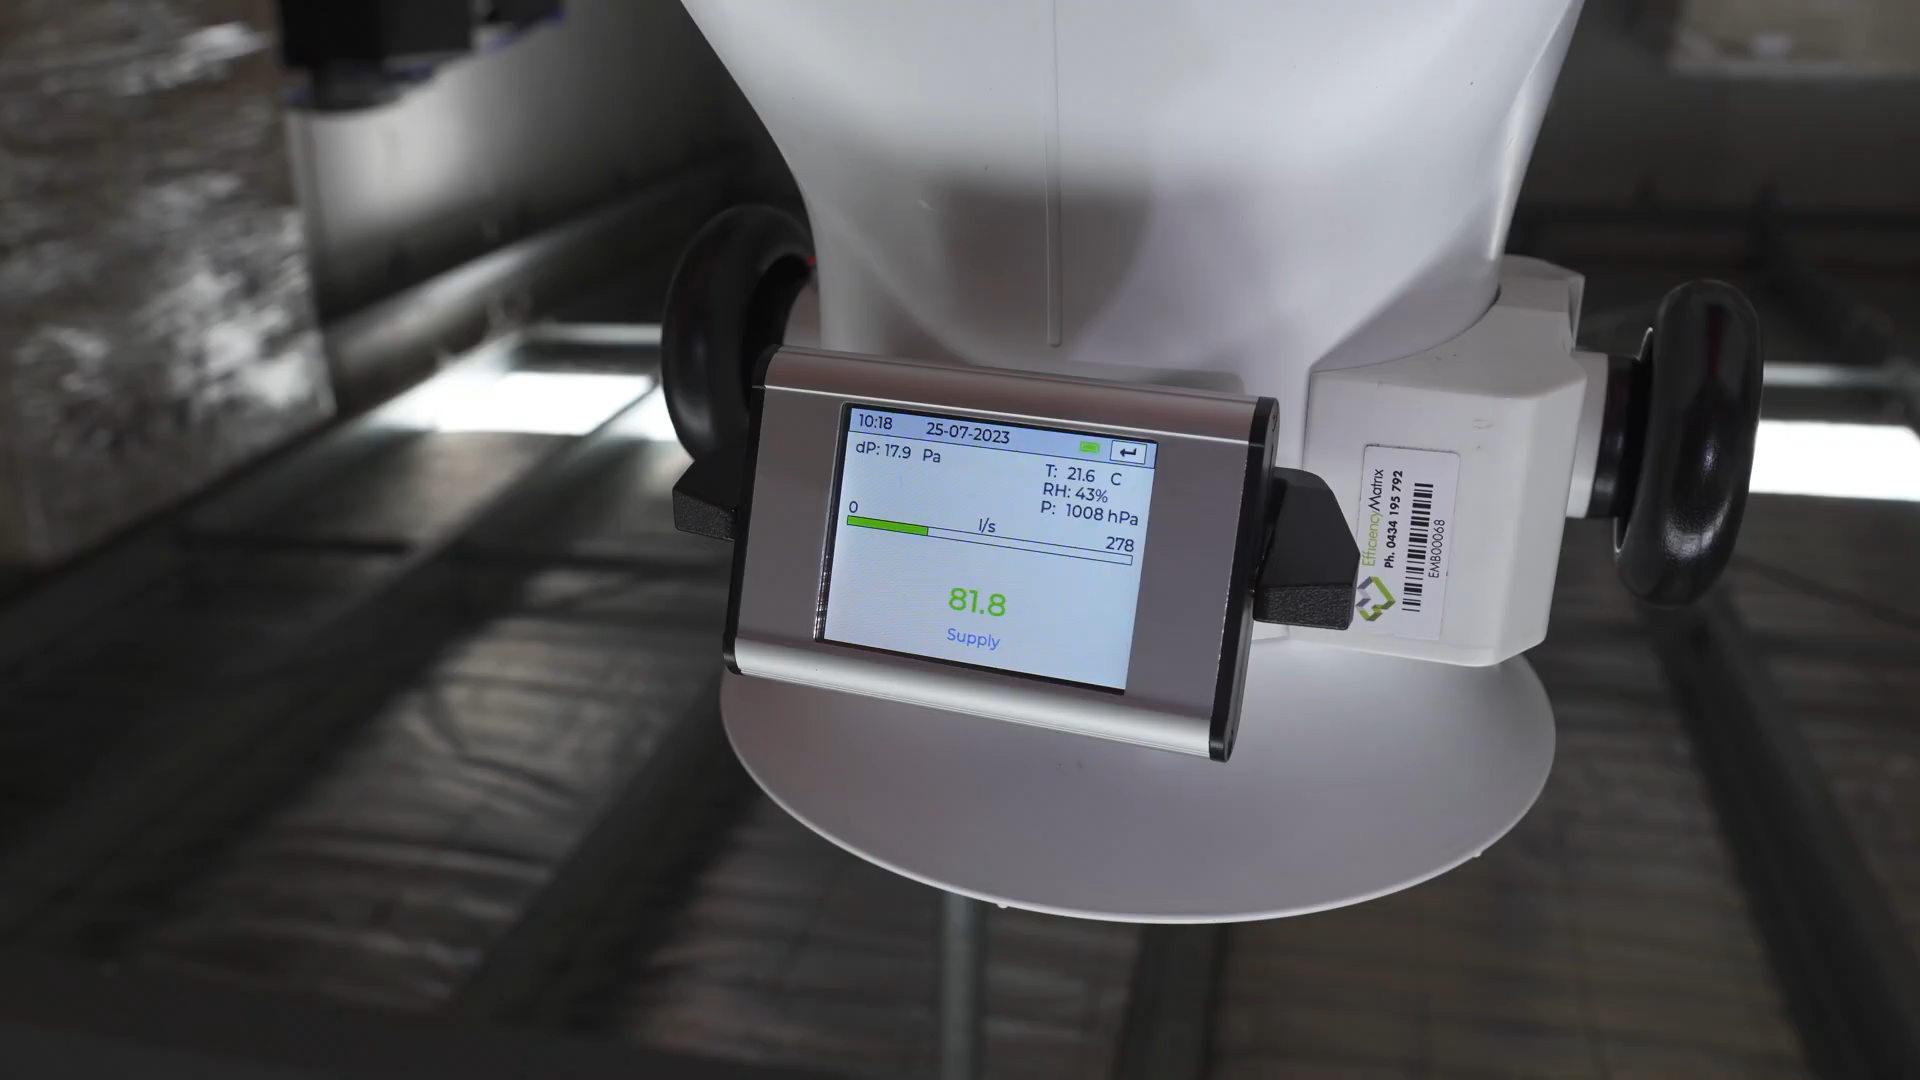 10:18 25-07-2023
dP: 17.9 Pa
T: 21.6 C
RH: 43%
P: 1008 hPa
0 l/s 278
81.8
Supply
EfficiencyMatrix
Ph. 0434 195 792
EMB00068